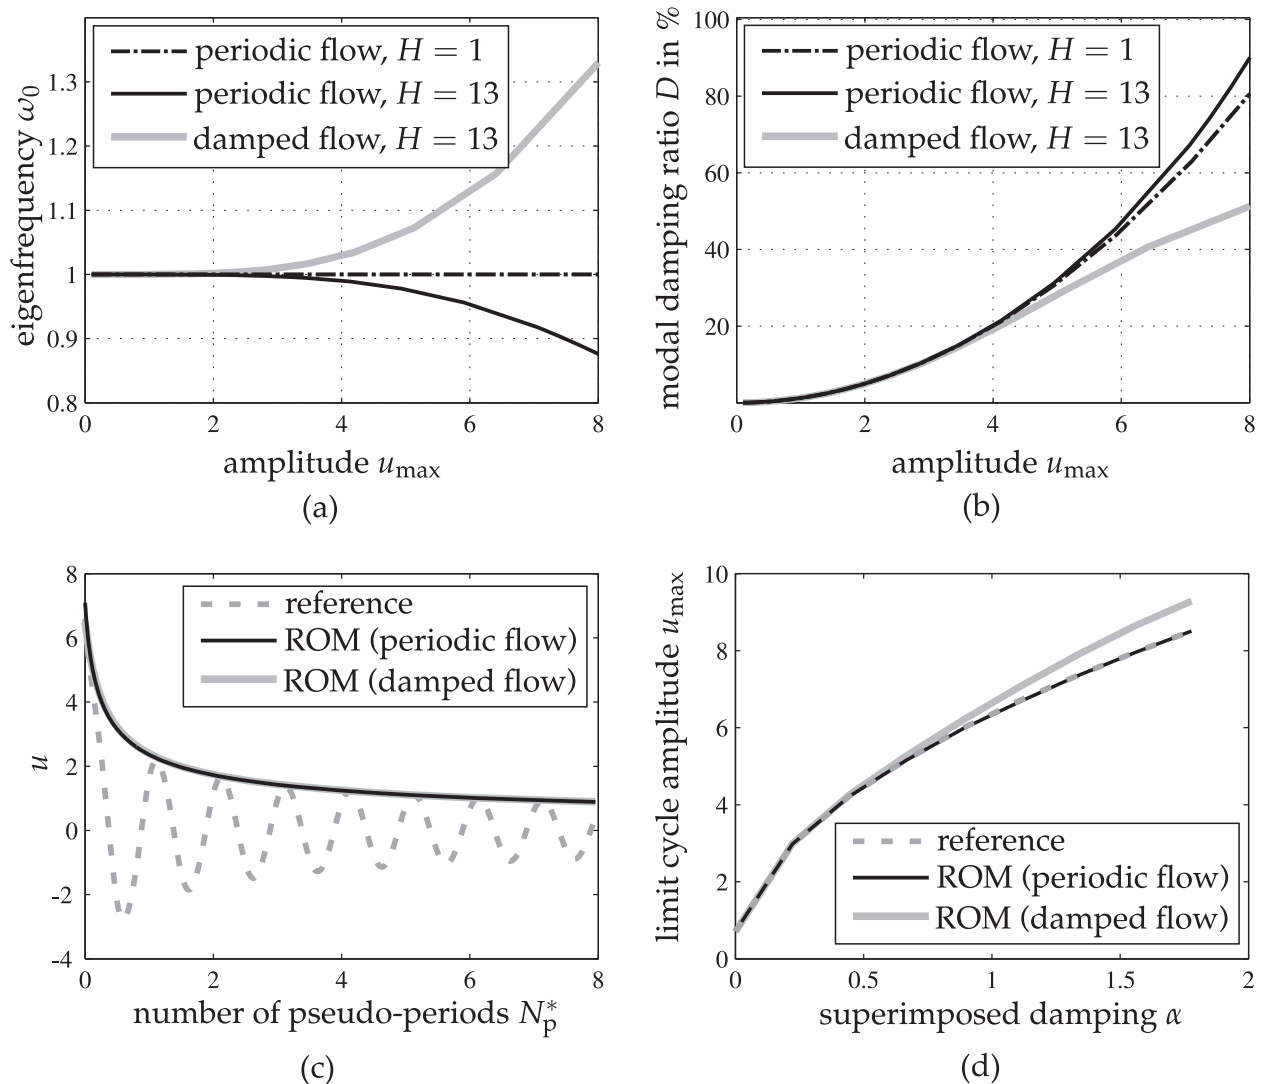 eigenfrequency ω₀
1.3
1.2
1.1
1
0.9
0.8
periodic flow, H = 1
periodic flow, H = 13
damped flow, H = 13
0 2 4 6 8
amplitude u_max
(a)
modal damping ratio D in %
100
80
60
40
20
periodic flow, H = 1
periodic flow, H = 13
damped flow, H = 13
0 2 4 6 8
amplitude u_max
(b)
u
8
6
4
2
0
-2
-4
reference
ROM (periodic flow)
ROM (damped flow)
0 2 4 6 8
number of pseudo-periods N_p^*
(c)
limit cycle amplitude u_max
10
8
6
4
2
0
reference
ROM (periodic flow)
ROM (damped flow)
0 0.5 1 1.5 2
superimposed damping α
(d)